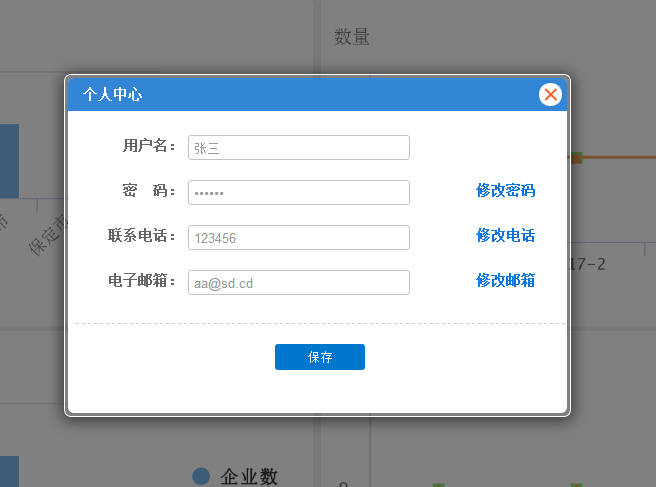 数量
个人中心
用户名： 张三
密 码： •••••• 修改密码
联系电话： 123456 修改电话
电子邮箱： aa@sd.cd 修改邮箱
保存
保定市
市
17-2
企业数
0